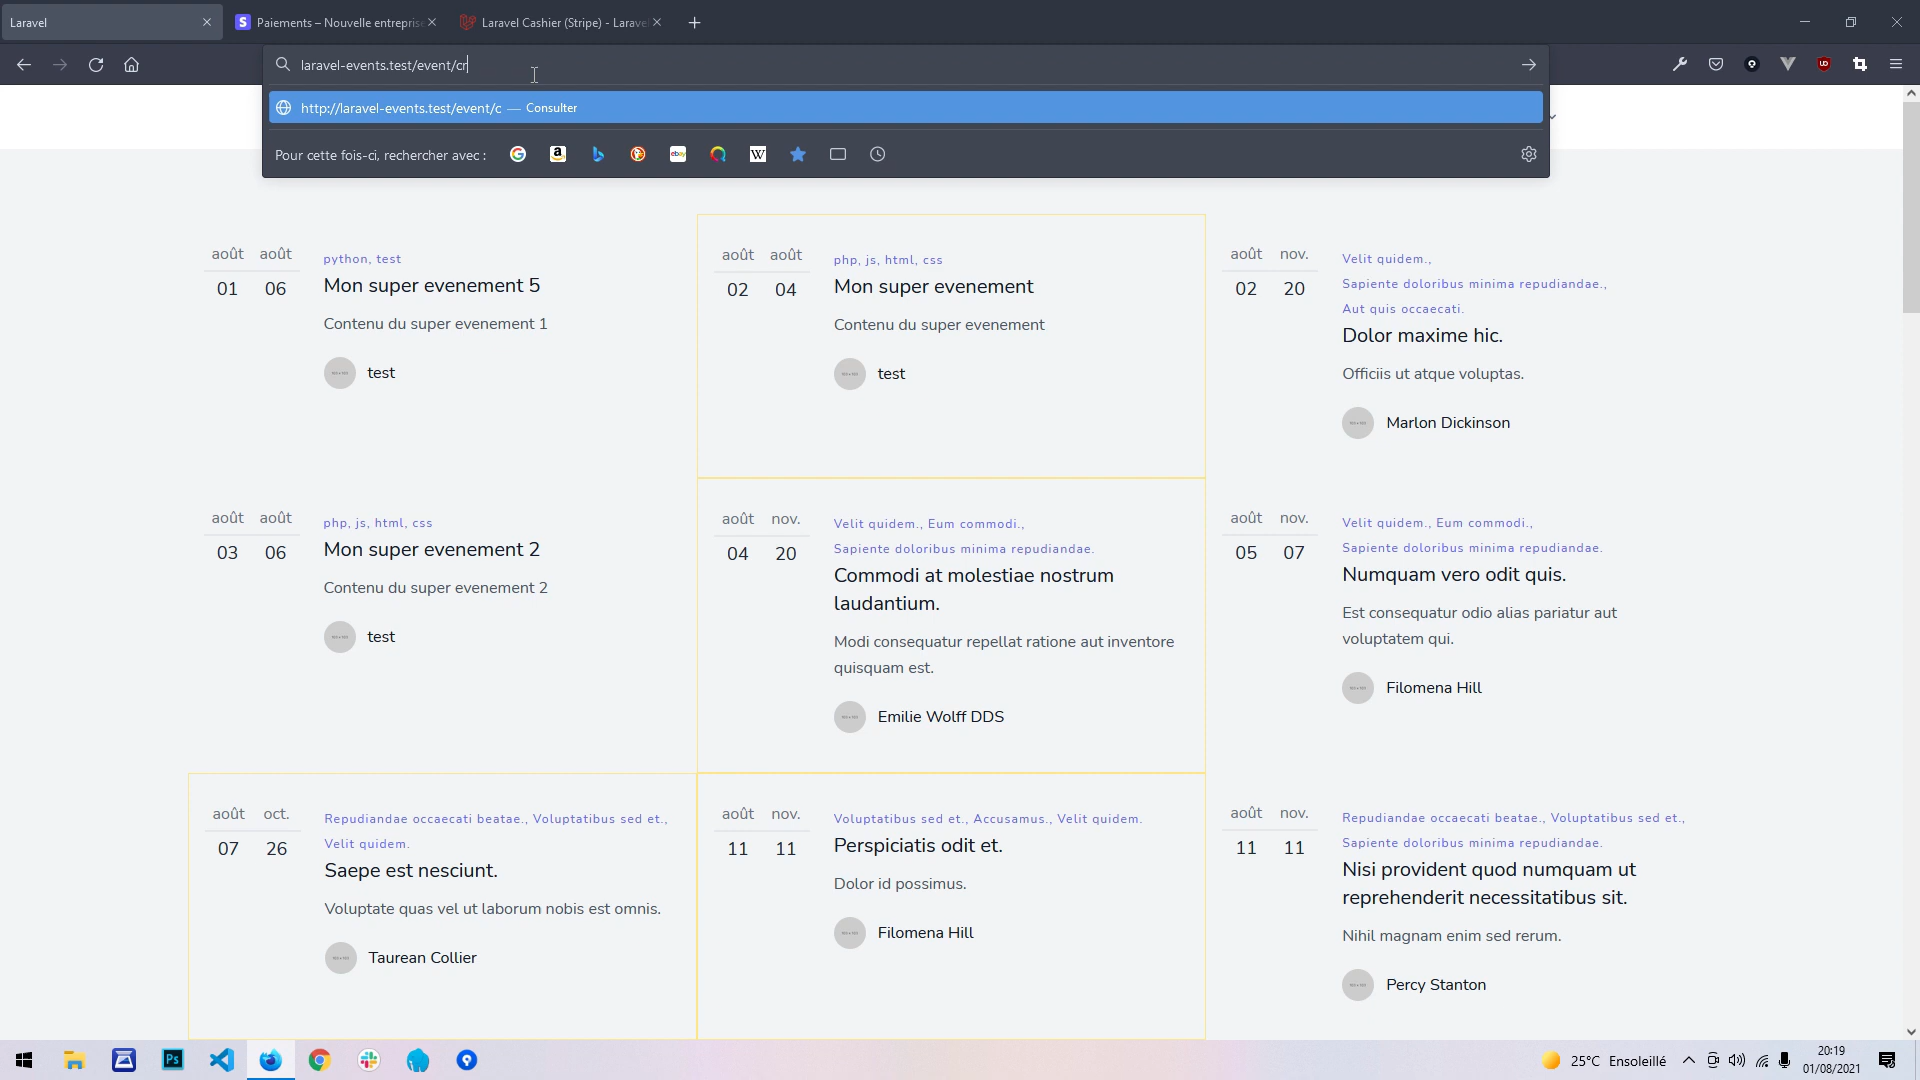 Laravel
S Paiements – Nouvelle entreprise
Laravel Cashier (Stripe) - Larave
laravel-events.test/event/cr
http://laravel-events.test/event/c — Consulter
Pour cette fois-ci, rechercher avec :
août août
01 06
python, test
Mon super evenement 5
Contenu du super evenement 1
test
août août
02 04
php, js, html, css
Mon super evenement
Contenu du super evenement
test
août nov.
02 20
Velit quidem.,
Sapiente doloribus minima repudiandae.,
Aut quis occaecati.
Dolor maxime hic.
Officiis ut atque voluptas.
Marlon Dickinson
août août
03 06
php, js, html, css
Mon super evenement 2
Contenu du super evenement 2
test
août nov.
04 20
Velit quidem., Eum commodi.,
Sapiente doloribus minima repudiandae.
Commodi at molestiae nostrum
laudantium.
Modi consequatur repellat ratione aut inventore
quisquam est.
Emilie Wolff DDS
août nov.
05 07
Velit quidem., Eum commodi.,
Sapiente doloribus minima repudiandae.
Numquam vero odit quis.
Est consequatur odio alias pariatur aut
voluptatem qui.
Filomena Hill
août oct.
07 26
Repudiandae occaecati beatae., Voluptatibus sed et.,
Velit quidem.
Saepe est nesciunt.
Voluptate quas vel ut laborum nobis est omnis.
Taurean Collier
août nov.
11 11
Voluptatibus sed et., Accusamus., Velit quidem.
Perspiciatis odit et.
Dolor id possimus.
Filomena Hill
août nov.
11 11
Repudiandae occaecati beatae., Voluptatibus sed et.,
Sapiente doloribus minima repudiandae.
Nisi provident quod numquam ut
reprehenderit necessitatibus sit.
Nihil magnam enim sed rerum.
Percy Stanton
Ps
25°C Ensoleillé
20:19
01/08/2021